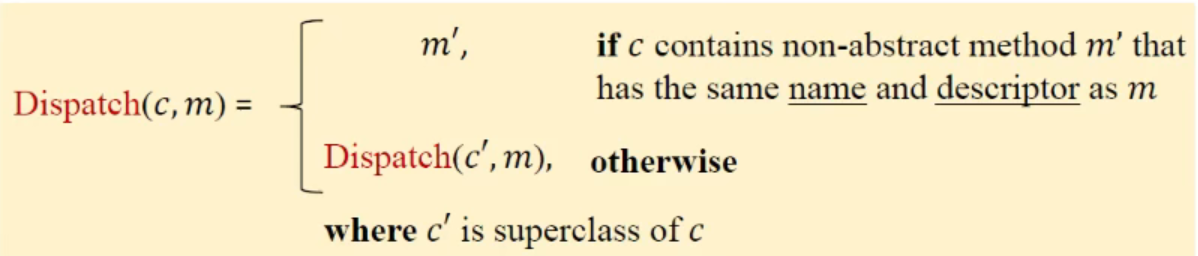 m′, if c contains non-abstract method m′ that
has the same name and descriptor as m
Dispatch(c, m) =
Dispatch(c′, m), otherwise
where c′ is superclass of c